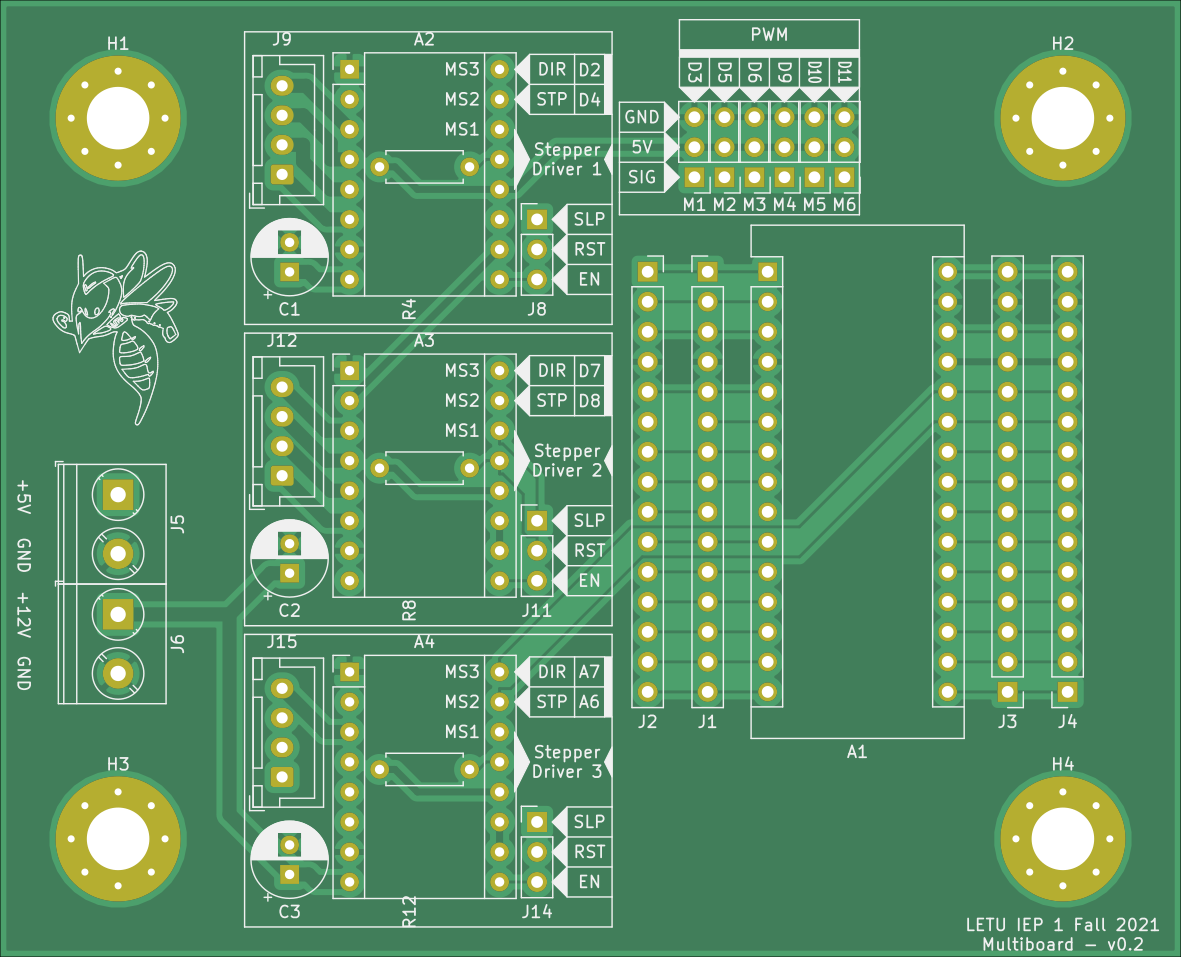 PWM
D3 D5 D6 D9 D10 D11
GND
5V
SIG
M1 M2 M3 M4 M5 M6
H1
H2
J9
A2
MS3 DIR D2
MS2 STP D4
MS1
Stepper
Driver 1
SLP
RST
EN
C1
R4
J8
J12
A3
MS3 DIR D7
MS2 STP D8
MS1
Stepper
Driver 2
SLP
RST
EN
C2
R8
J11
+5V GND +12V GND
J5
J6
J15
A4
MS3 DIR A7
MS2 STP A6
MS1
Stepper
Driver 3
SLP
RST
EN
C3
R12
J14
J2
J1
J3
J4
A1
H3
H4
LETU IEP 1 Fall 2021
Multiboard - v0.2
+
+
+